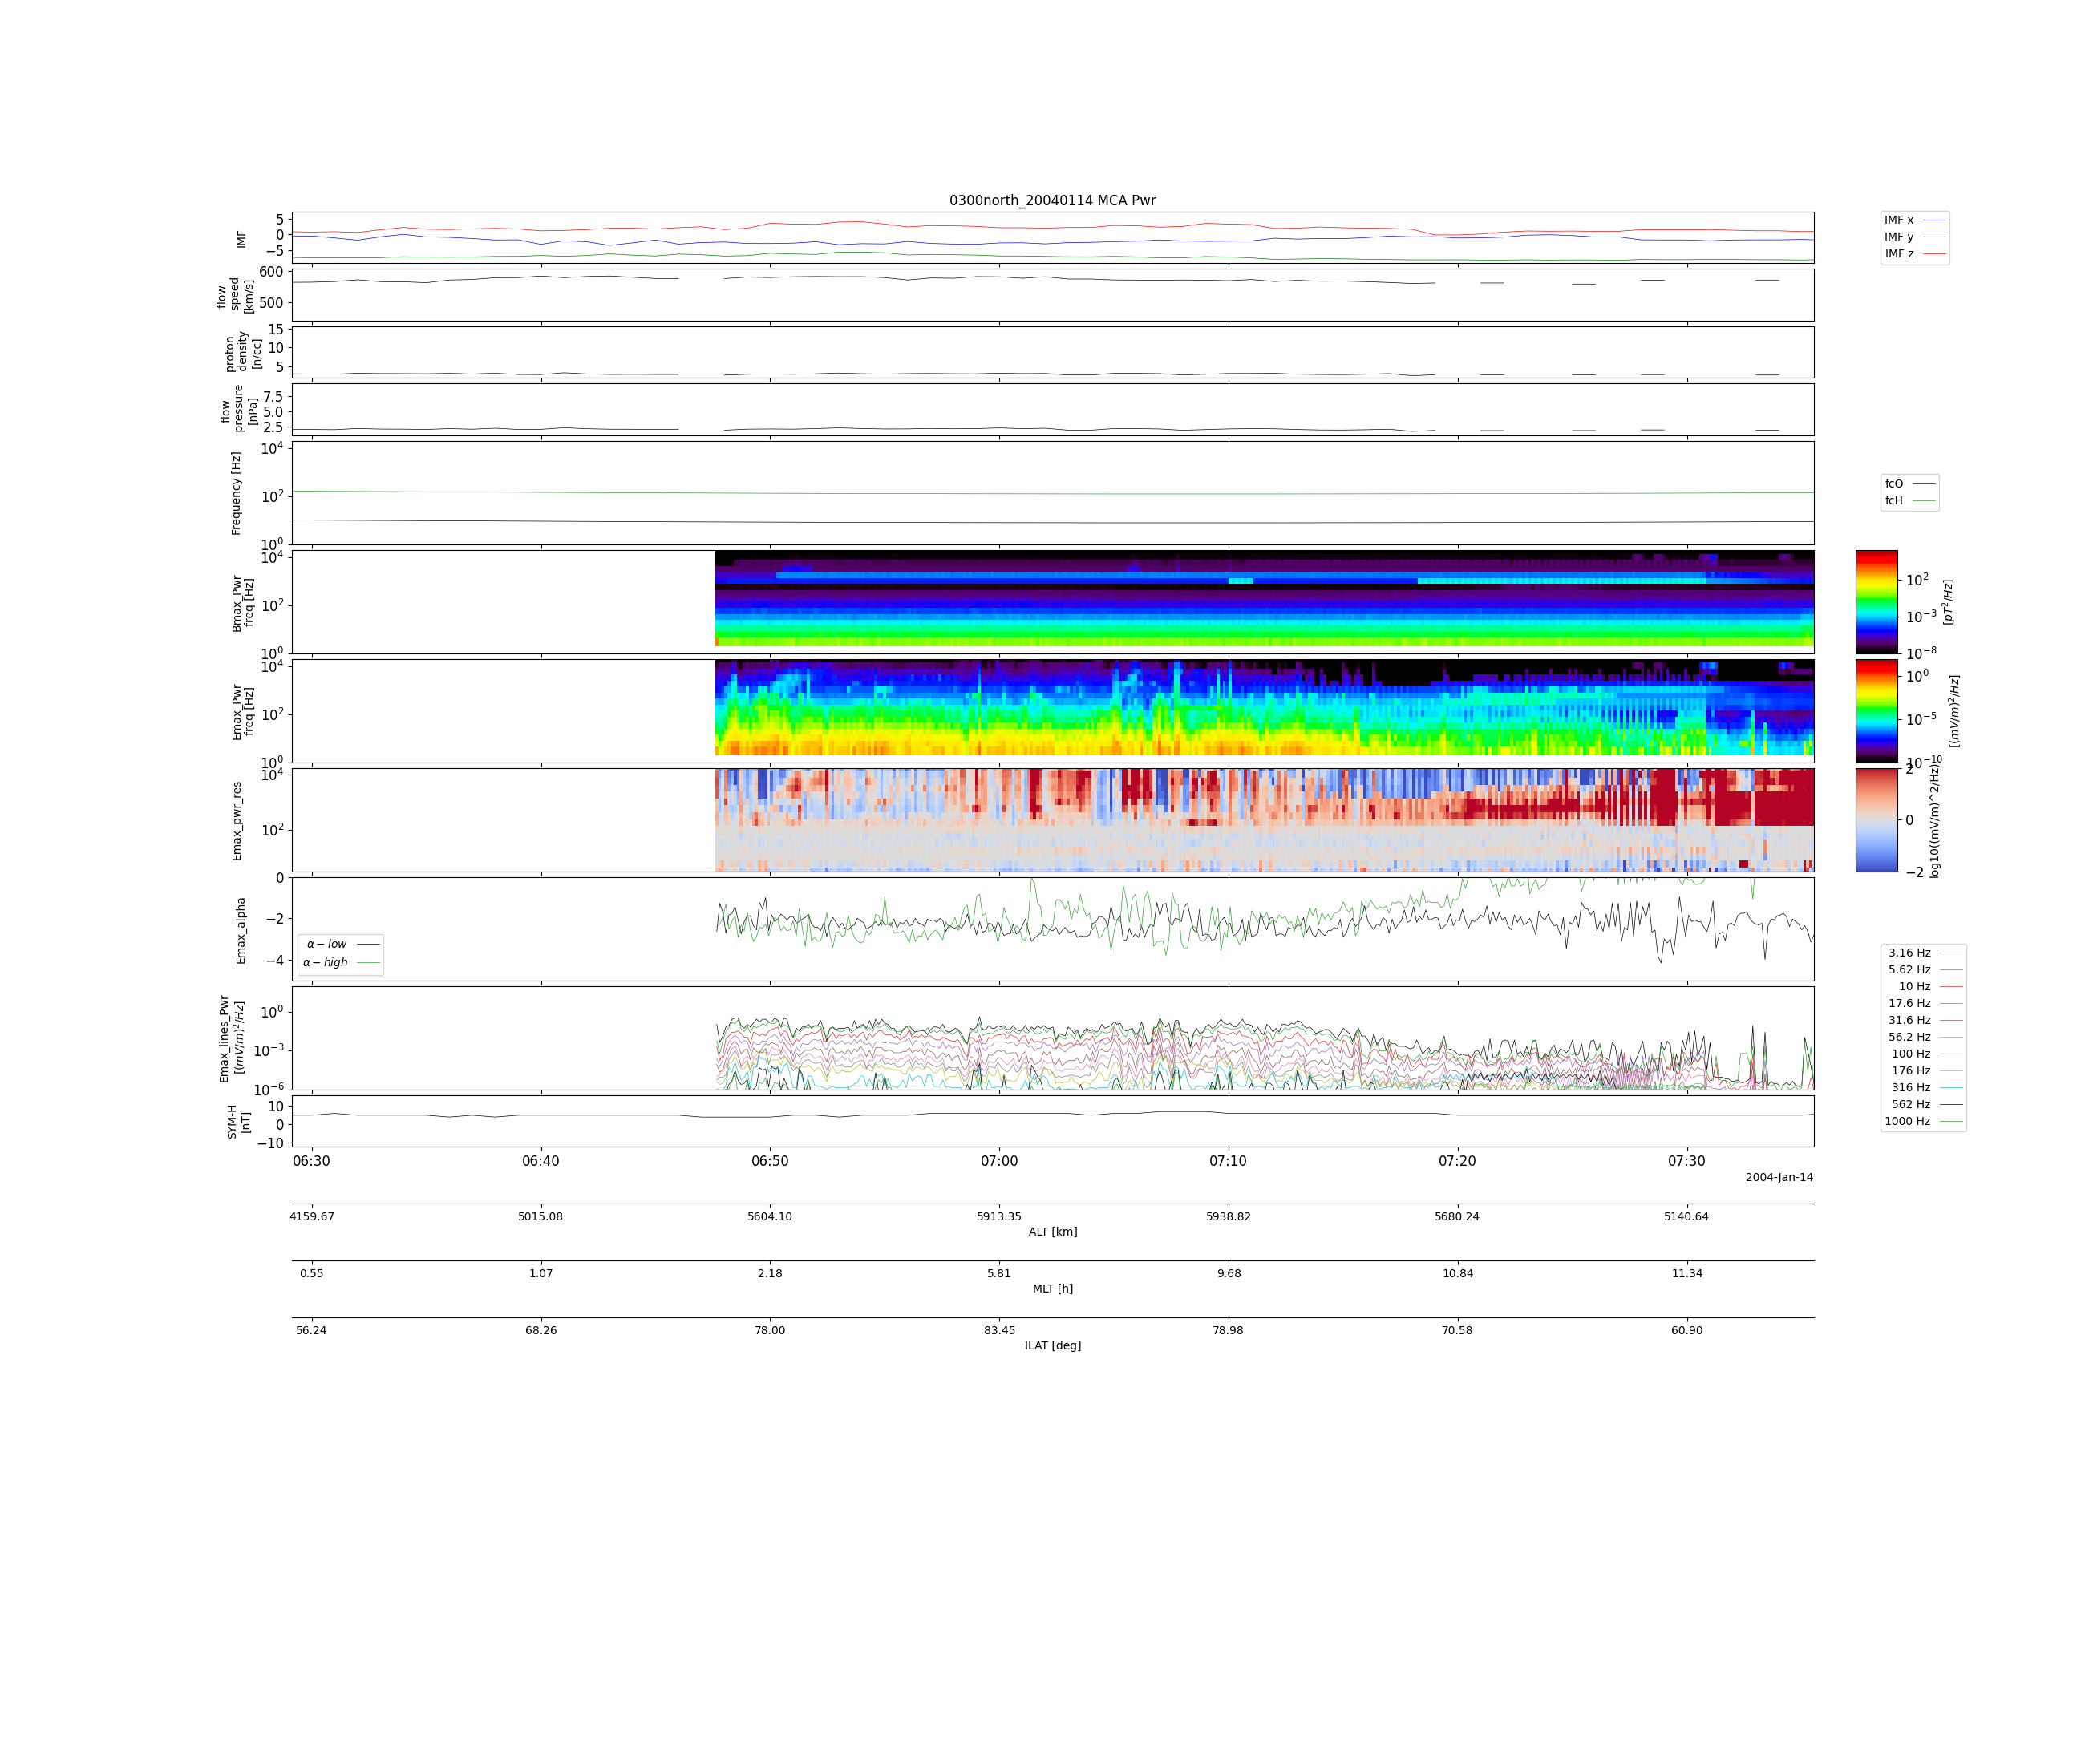 0300north_20040114 MCA Pwr
5
0
−5
IMF
IMF x
IMF y
IMF z
600
500
flow
speed
[km/s]
15
10
5
proton
density
[n/cc]
7.5
5.0
2.5
flow
pressure
[nPa]
10^4
10^2
10^0
Frequency [Hz]
fcO
fcH
10^4
10^2
10^0
Bmax_Pwr
freq [Hz]
10^2
10^−3
10^−8
[pT^2/Hz]
10^4
10^2
10^0
Emax_Pwr
freq [Hz]
10^0
10^−5
10^−10
[(mV/m)^2/Hz]
10^4
10^2
Emax_pwr_res
2
0
−2
log10((mV/m)^2/Hz)
0
−2
−4
Emax_alpha
α − low
α − high
10^0
10^−3
10^−6
Emax_lines_Pwr
[(mV/m)^2/Hz]
3.16 Hz
5.62 Hz
10 Hz
17.6 Hz
31.6 Hz
56.2 Hz
100 Hz
176 Hz
316 Hz
562 Hz
1000 Hz
10
0
−10
SYM-H
[nT]
06:30 06:40 06:50 07:00 07:10 07:20 07:30
2004-Jan-14
4159.67 5015.08 5604.10 5913.35 5938.82 5680.24 5140.64
ALT [km]
0.55 1.07 2.18 5.81 9.68 10.84 11.34
MLT [h]
56.24 68.26 78.00 83.45 78.98 70.58 60.90
ILAT [deg]